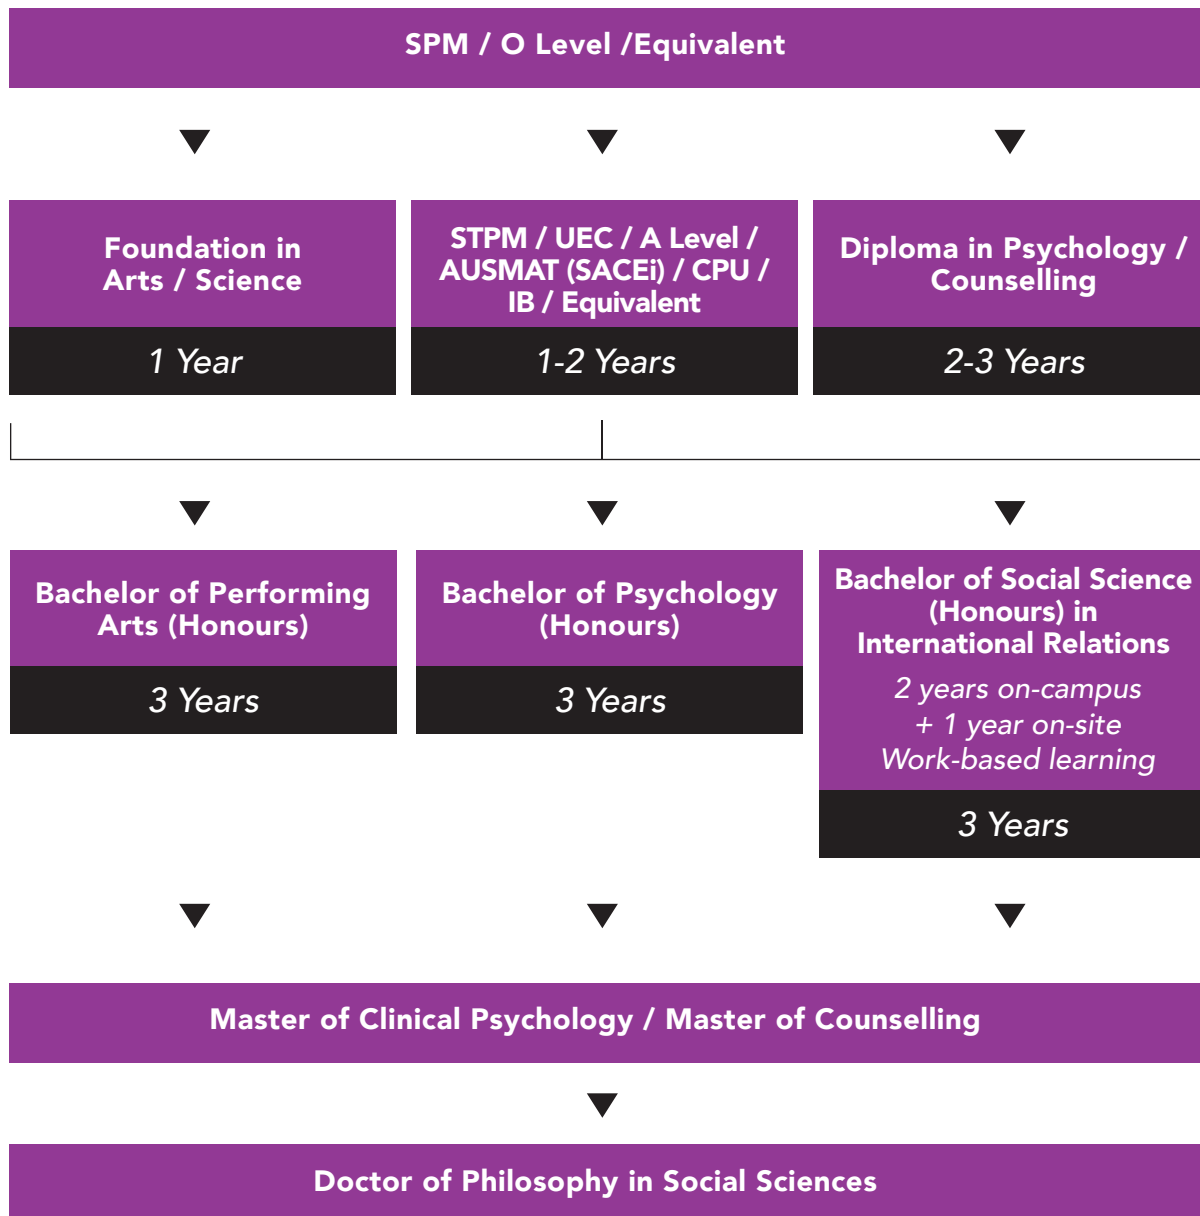 SPM / O Level /Equivalent
Foundation in
Arts / Science
1 Year
STPM / UEC / A Level /
AUSMAT (SACEi) / CPU /
IB / Equivalent
1-2 Years
Diploma in Psychology /
Counselling
2-3 Years
Bachelor of Performing
Arts (Honours)
3 Years
Bachelor of Psychology
(Honours)
3 Years
Bachelor of Social Science
(Honours) in
International Relations
2 years on-campus
+ 1 year on-site
Work-based learning
3 Years
Master of Clinical Psychology / Master of Counselling
Doctor of Philosophy in Social Sciences